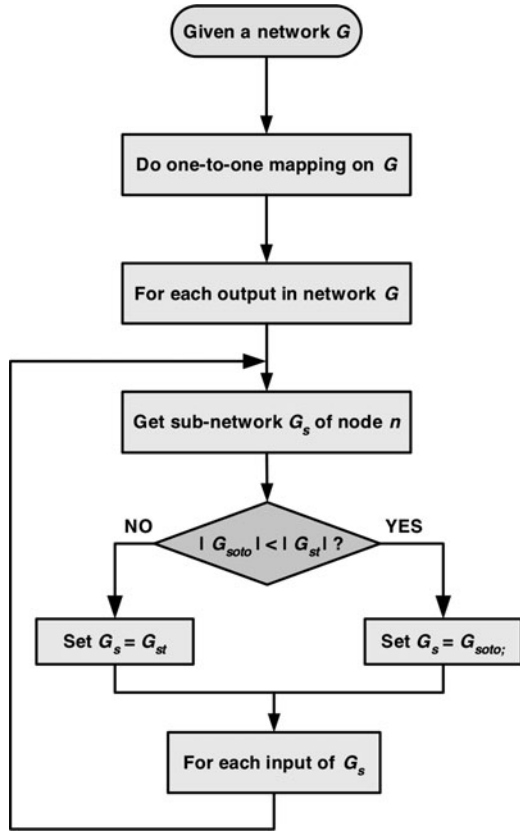 Given a network G
Do one-to-one mapping on G
For each output in network G
Get sub-network Gs of node n
| Gsoto | < | Gst | ?
NO
YES
Set Gs = Gst
Set Gs = Gsoto;
For each input of Gs